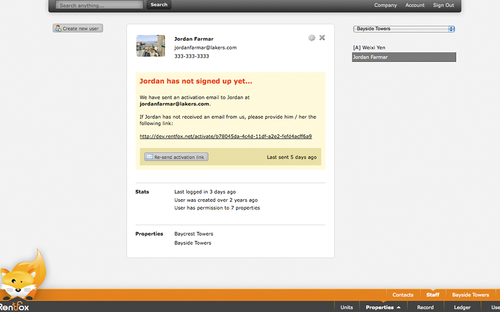 Search anything...
Search
Company
Account
Sign Out
Create new user
Jordan Farmar
jordanfarmar@lakers.com
333-333-3333
Bayside Towers
[A] Weixi Yen
Jordan Farmar
Jordan has not signed up yet...
We have sent an activation email to Jordan at
jordanfarmar@lakers.com.
If Jordan has not received an email from us, please provide him / her the
following link:
http://dev.rentfox.net/activate/b78045da-4c4d-11df-a2e2-fefd4acff6a9
Re-send activation link
Last sent 5 days ago
Stats
Last logged in 3 days ago
User was created over 2 years ago
User has permission to 7 properties
Properties
Baycrest Towers
Bayside Towers
Contacts
Staff
Bayside Towers
RentFox
Units
Properties
Record
Ledger
Use